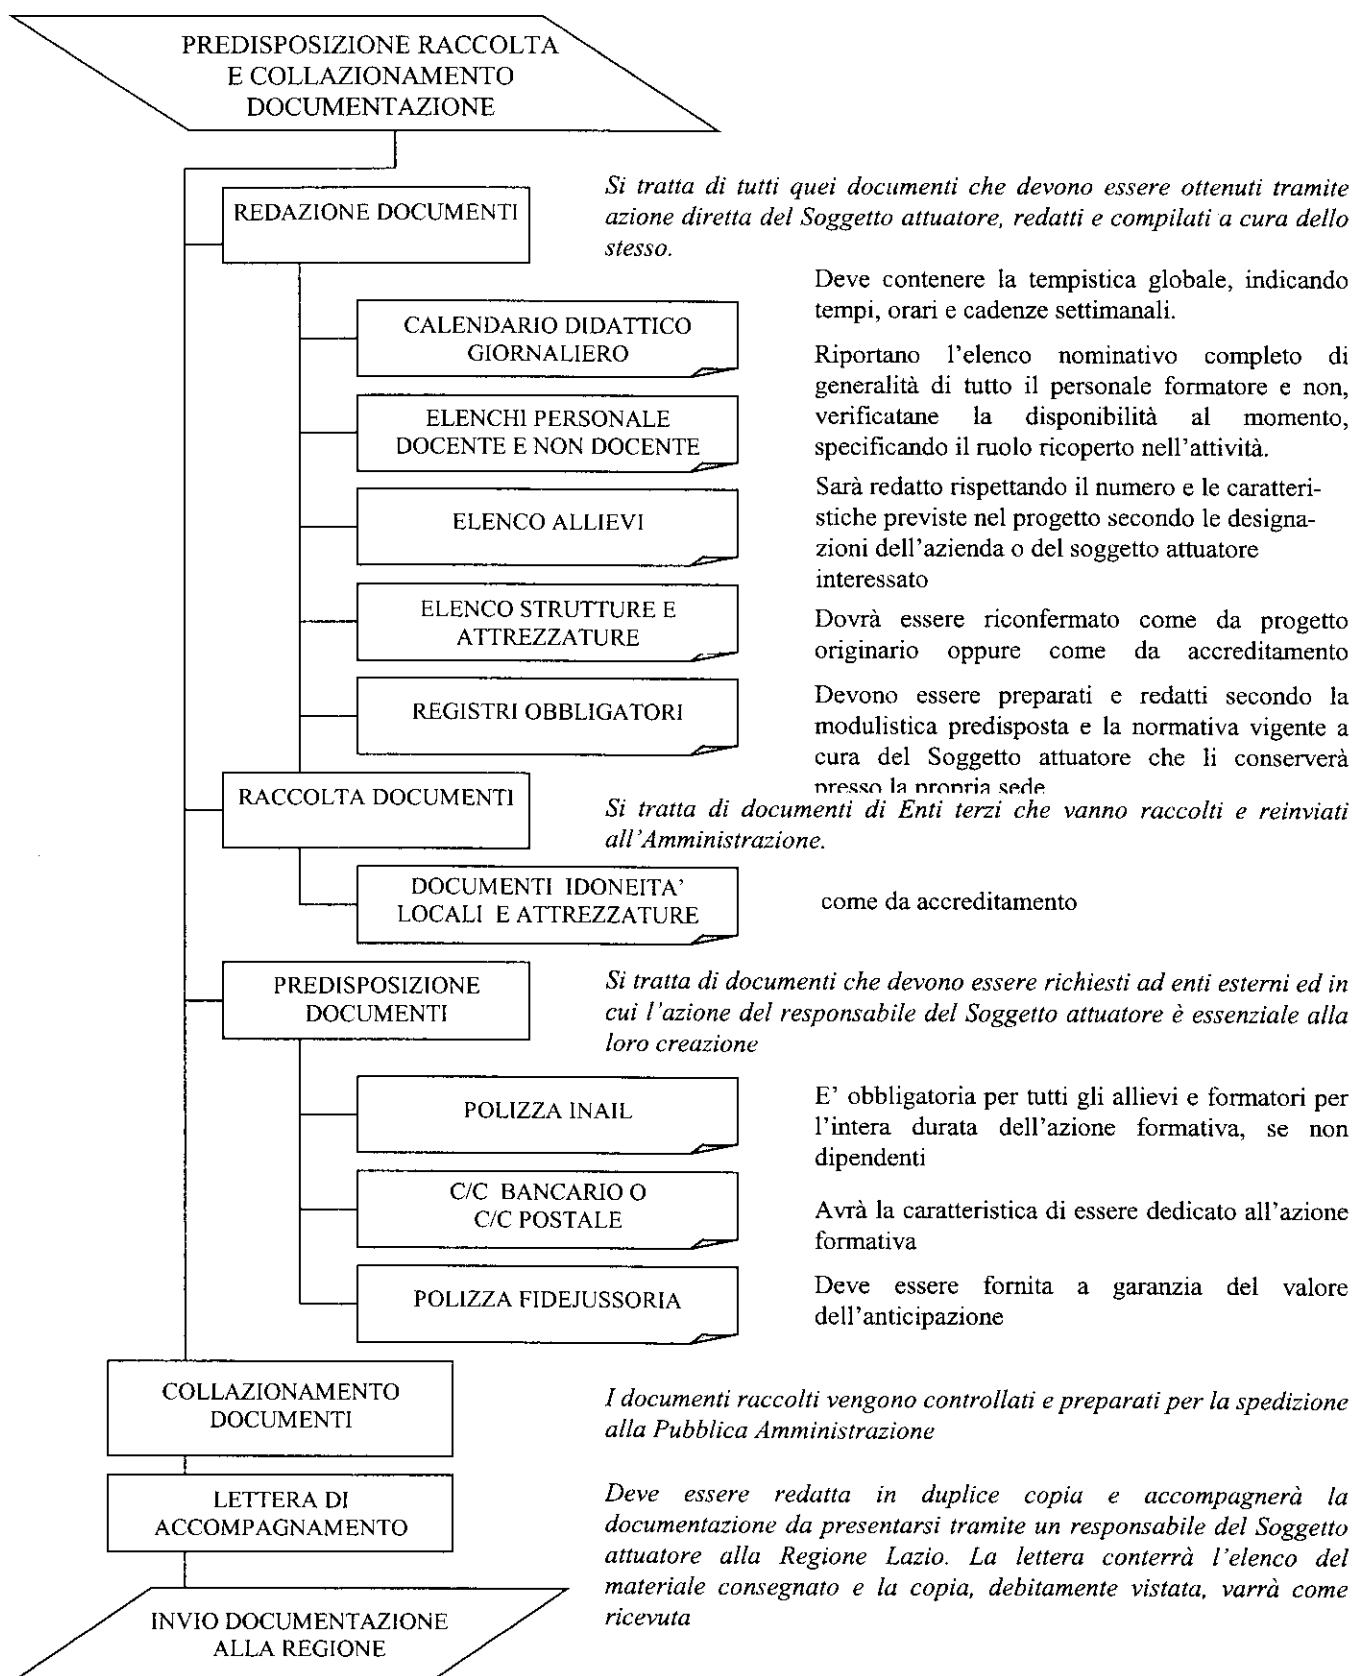 PREDISPOSIZIONE RACCOLTA
E COLLAZIONAMENTO
DOCUMENTAZIONE
REDAZIONE DOCUMENTI
Si tratta di tutti quei documenti che devono essere ottenuti tramite
azione diretta del Soggetto attuatore, redatti e compilati a cura dello
stesso.
CALENDARIO DIDATTICO
GIORNALIERO
Deve contenere la tempistica globale, indicando
tempi, orari e cadenze settimanali.
ELENCHI PERSONALE
DOCENTE E NON DOCENTE
Riportano l'elenco nominativo completo di
generalità di tutto il personale formatore e non,
verificatane la disponibilità al momento,
specificando il ruolo ricoperto nell'attività.
ELENCO ALLIEVI
Sarà redatto rispettando il numero e le caratteri-
stiche previste nel progetto secondo le designa-
zioni dell'azienda o del soggetto attuatore
interessato
ELENCO STRUTTURE E
ATTREZZATURE
Dovrà essere riconfermato come da progetto
originario oppure come da accreditamento
REGISTRI OBBLIGATORI
Devono essere preparati e redatti secondo la
modulistica predisposta e la normativa vigente a
cura del Soggetto attuatore che li conserverà
presso la propria sede
RACCOLTA DOCUMENTI
Si tratta di documenti di Enti terzi che vanno raccolti e reinviati
all'Amministrazione.
DOCUMENTI IDONEITA'
LOCALI E ATTREZZATURE
come da accreditamento
PREDISPOSIZIONE
DOCUMENTI
Si tratta di documenti che devono essere richiesti ad enti esterni ed in
cui l'azione del responsabile del Soggetto attuatore è essenziale alla
loro creazione
POLIZZA INAIL
E' obbligatoria per tutti gli allievi e formatori per
l'intera durata dell'azione formativa, se non
dipendenti
C/C BANCARIO O
C/C POSTALE
Avrà la caratteristica di essere dedicato all'azione
formativa
POLIZZA FIDEJUSSORIA
Deve essere fornita a garanzia del valore
dell'anticipazione
COLLAZIONAMENTO
DOCUMENTI
I documenti raccolti vengono controllati e preparati per la spedizione
alla Pubblica Amministrazione
LETTERA DI
ACCOMPAGNAMENTO
Deve essere redatta in duplice copia e accompagnerà la
documentazione da presentarsi tramite un responsabile del Soggetto
attuatore alla Regione Lazio. La lettera conterrà l'elenco del
materiale consegnato e la copia, debitamente vistata, varrà come
ricevuta
INVIO DOCUMENTAZIONE
ALLA REGIONE